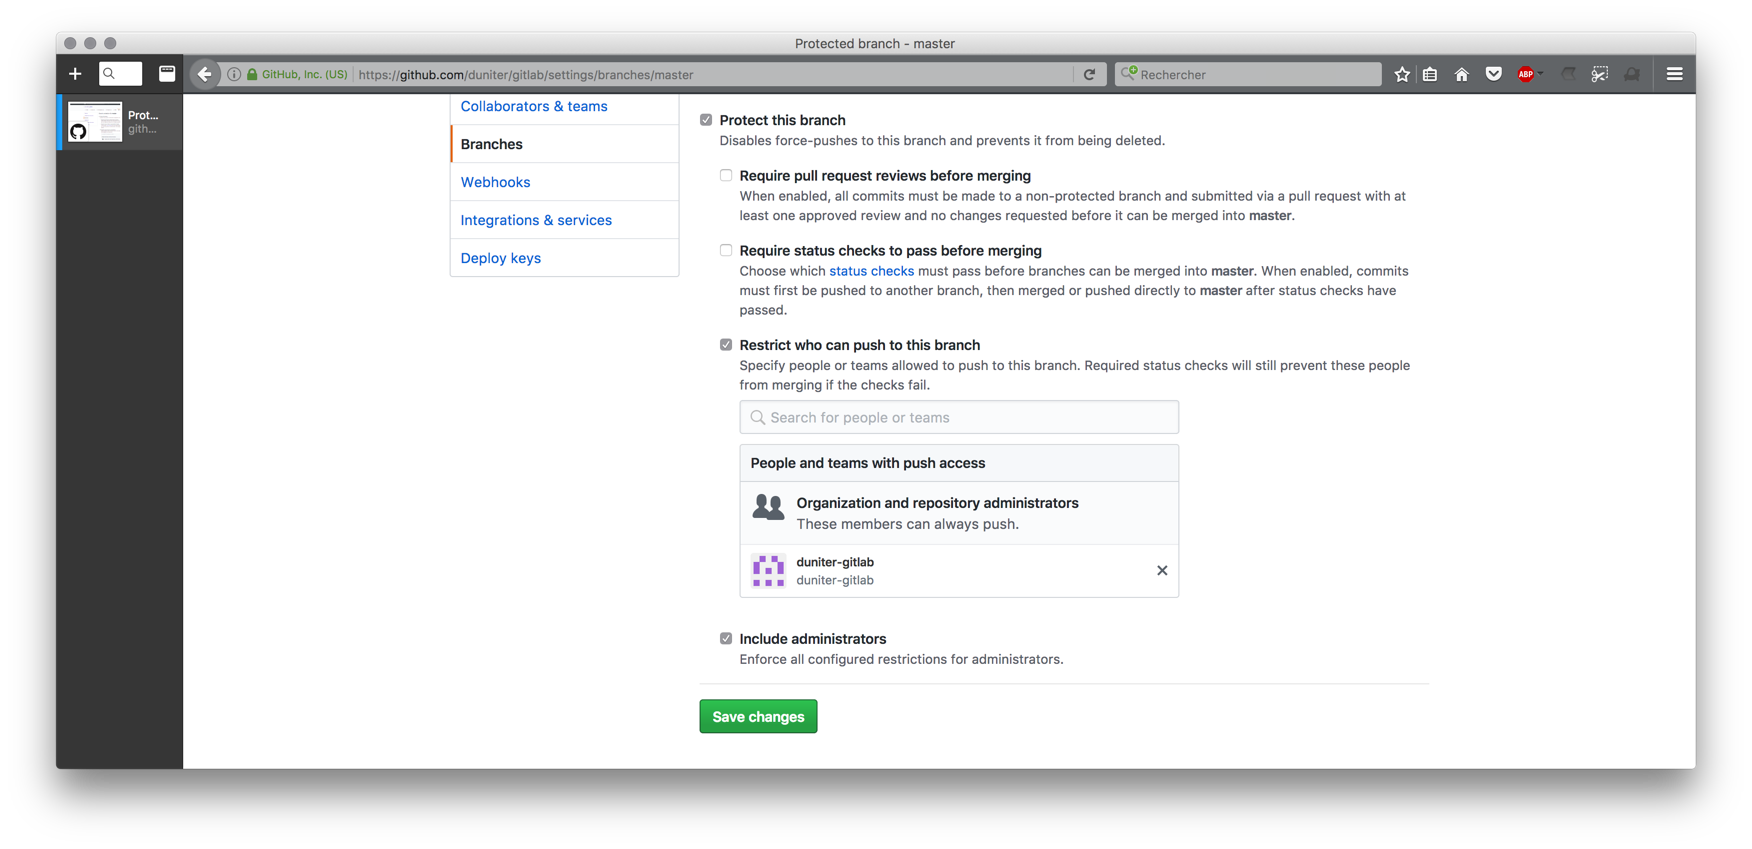 Protected branch - master
GitHub, Inc. (US)
https://github.com/duniter/gitlab/settings/branches/master
Rechercher
ABP
Prot...
gith...
Collaborators & teams
Branches
Webhooks
Integrations & services
Deploy keys
Protect this branch
Disables force-pushes to this branch and prevents it from being deleted.
Require pull request reviews before merging
When enabled, all commits must be made to a non-protected branch and submitted via a pull request with at
least one approved review and no changes requested before it can be merged into master.
Require status checks to pass before merging
Choose which status checks must pass before branches can be merged into master. When enabled, commits
must first be pushed to another branch, then merged or pushed directly to master after status checks have
passed.
Restrict who can push to this branch
Specify people or teams allowed to push to this branch. Required status checks will still prevent these people
from merging if the checks fail.
Search for people or teams
People and teams with push access
Organization and repository administrators
These members can always push.
duniter-gitlab
duniter-gitlab
Include administrators
Enforce all configured restrictions for administrators.
Save changes